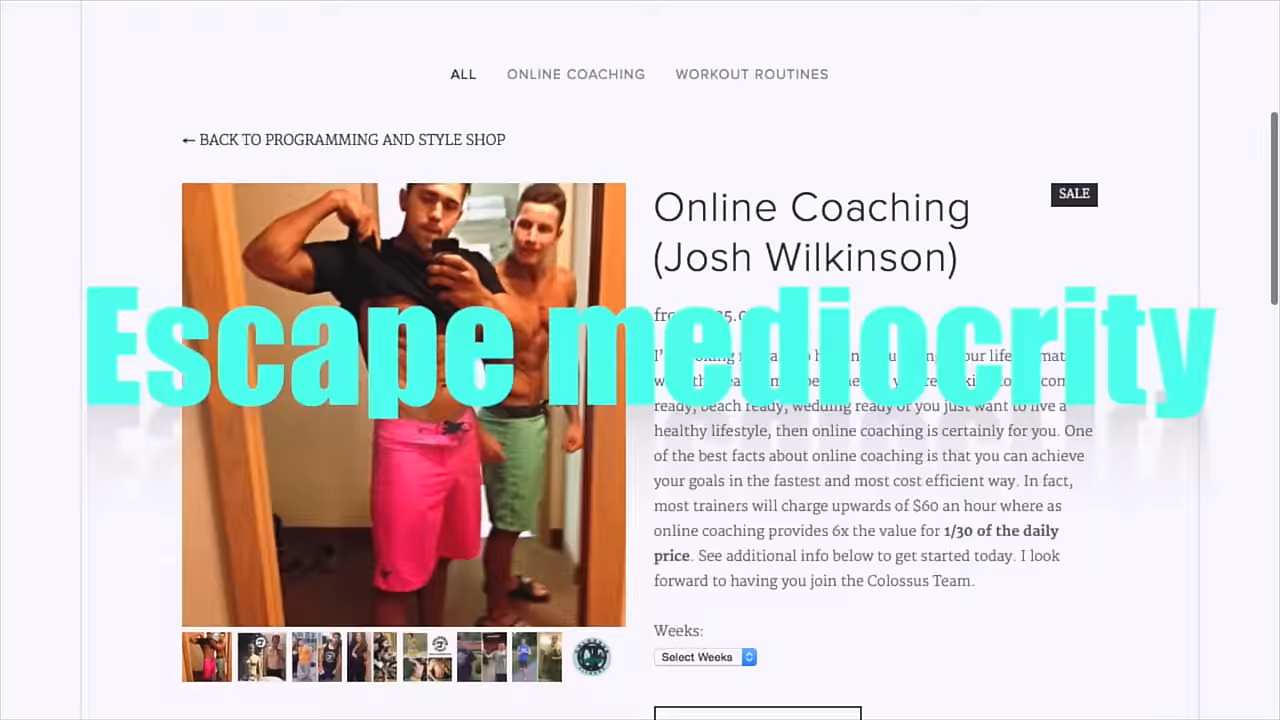 ALL ONLINE COACHING WORKOUT ROUTINES
← BACK TO PROGRAMMING AND STYLE SHOP
Online Coaching
(Josh Wilkinson)
SALE
Escape mediocrity
ready, beach ready, wedding ready or you just want to live a
healthy lifestyle, then online coaching is certainly for you. One
of the best facts about online coaching is that you can achieve
your goals in the fastest and most cost efficient way. In fact,
most trainers will charge upwards of $60 an hour where as
online coaching provides 6x the value for 1/30 of the daily
price. See additional info below to get started today. I look
forward to having you join the Colossus Team.
Weeks:
Select Weeks